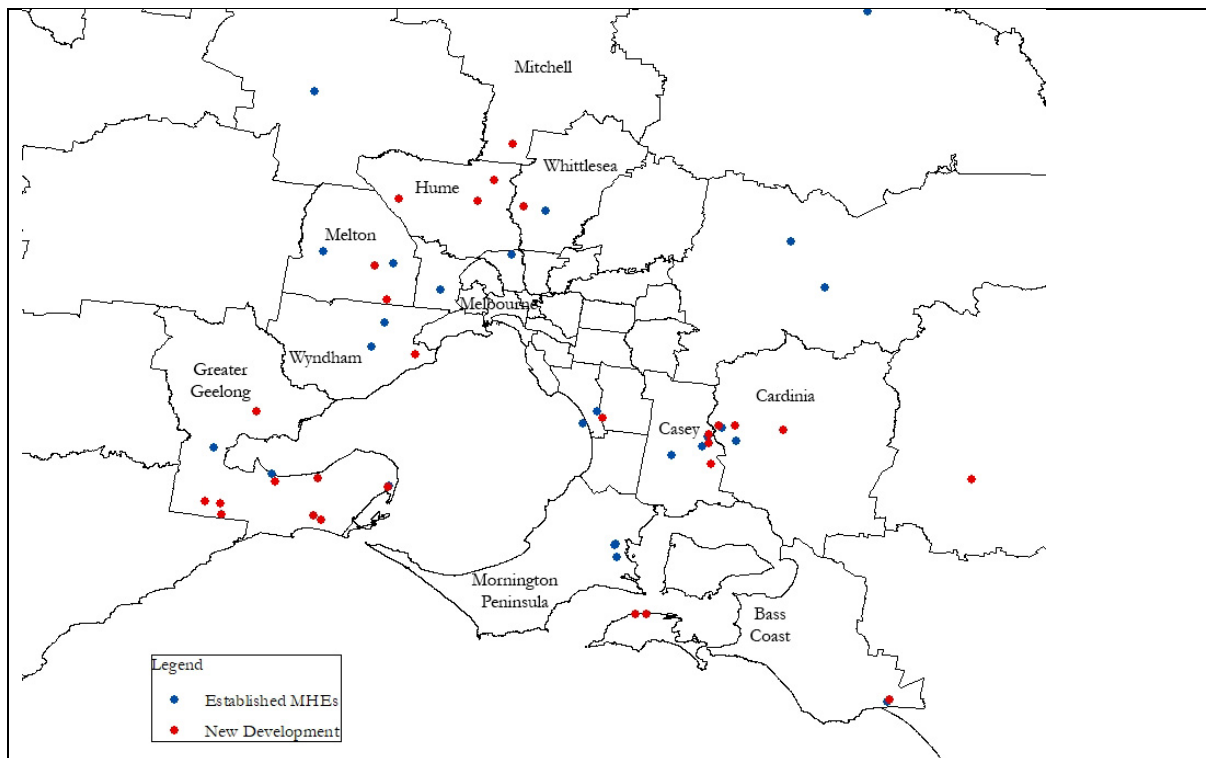 Mitchell
Whittlesea
Hume
Melton
Melbourne
Wyndham
Greater
Geelong
Cardinia
Casey
Mornington
Peninsula
Bass
Coast
Legend
Established MHEs
New Development